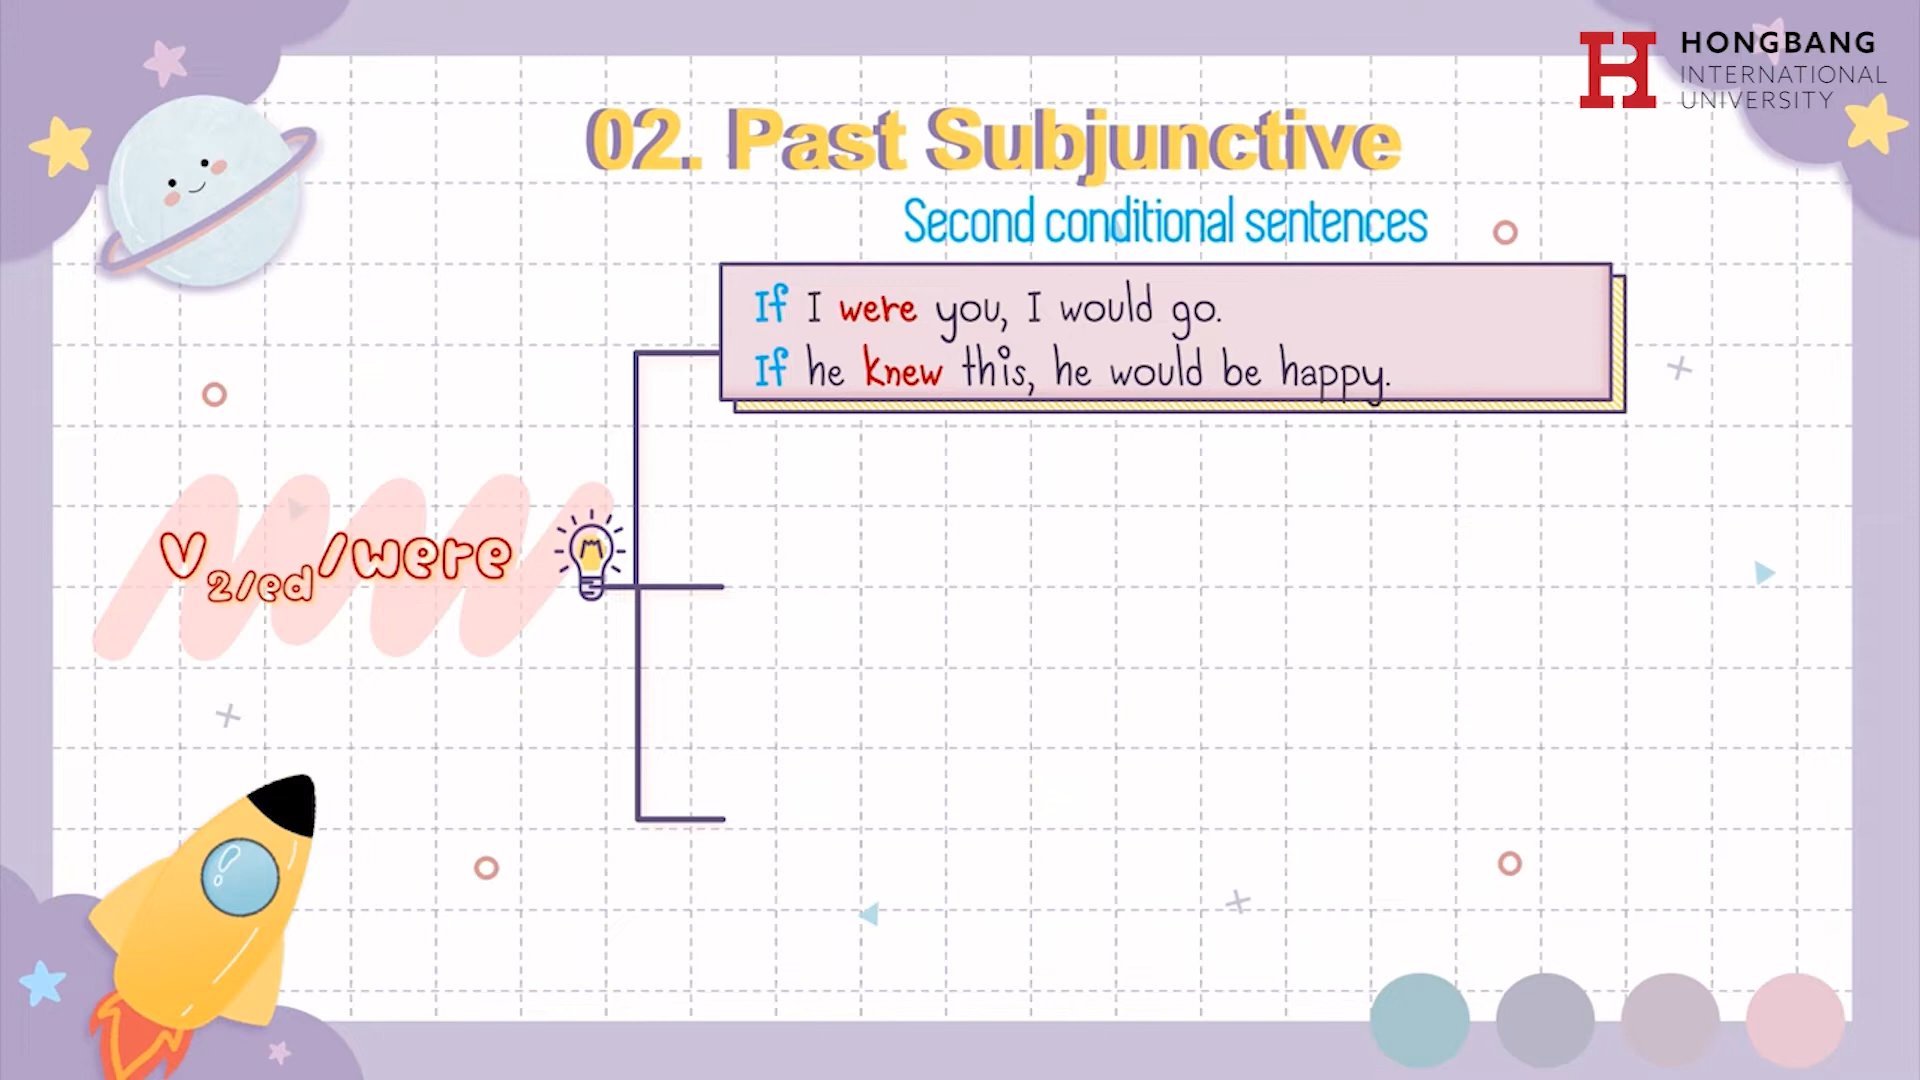 HONGBANG
INTERNATIONAL
UNIVERSITY
02. Past Subjunctive
Second conditional sentences
If I were you, I would go.
If he knew this, he would be happy.
V2/ed/were